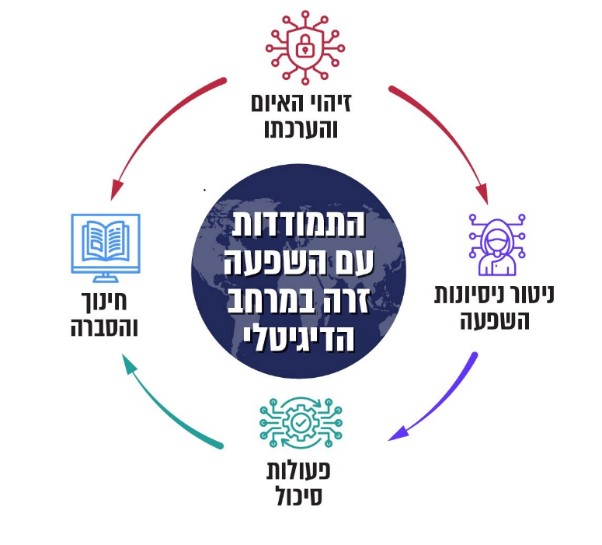 זיהוי האיום
והערכתו
התמודדות
עם השפעה
זרה במרחב
הדיגיטלי
ניטור ניסיונות
השפעה
פעולות
סיכול
חינוך
והסברה